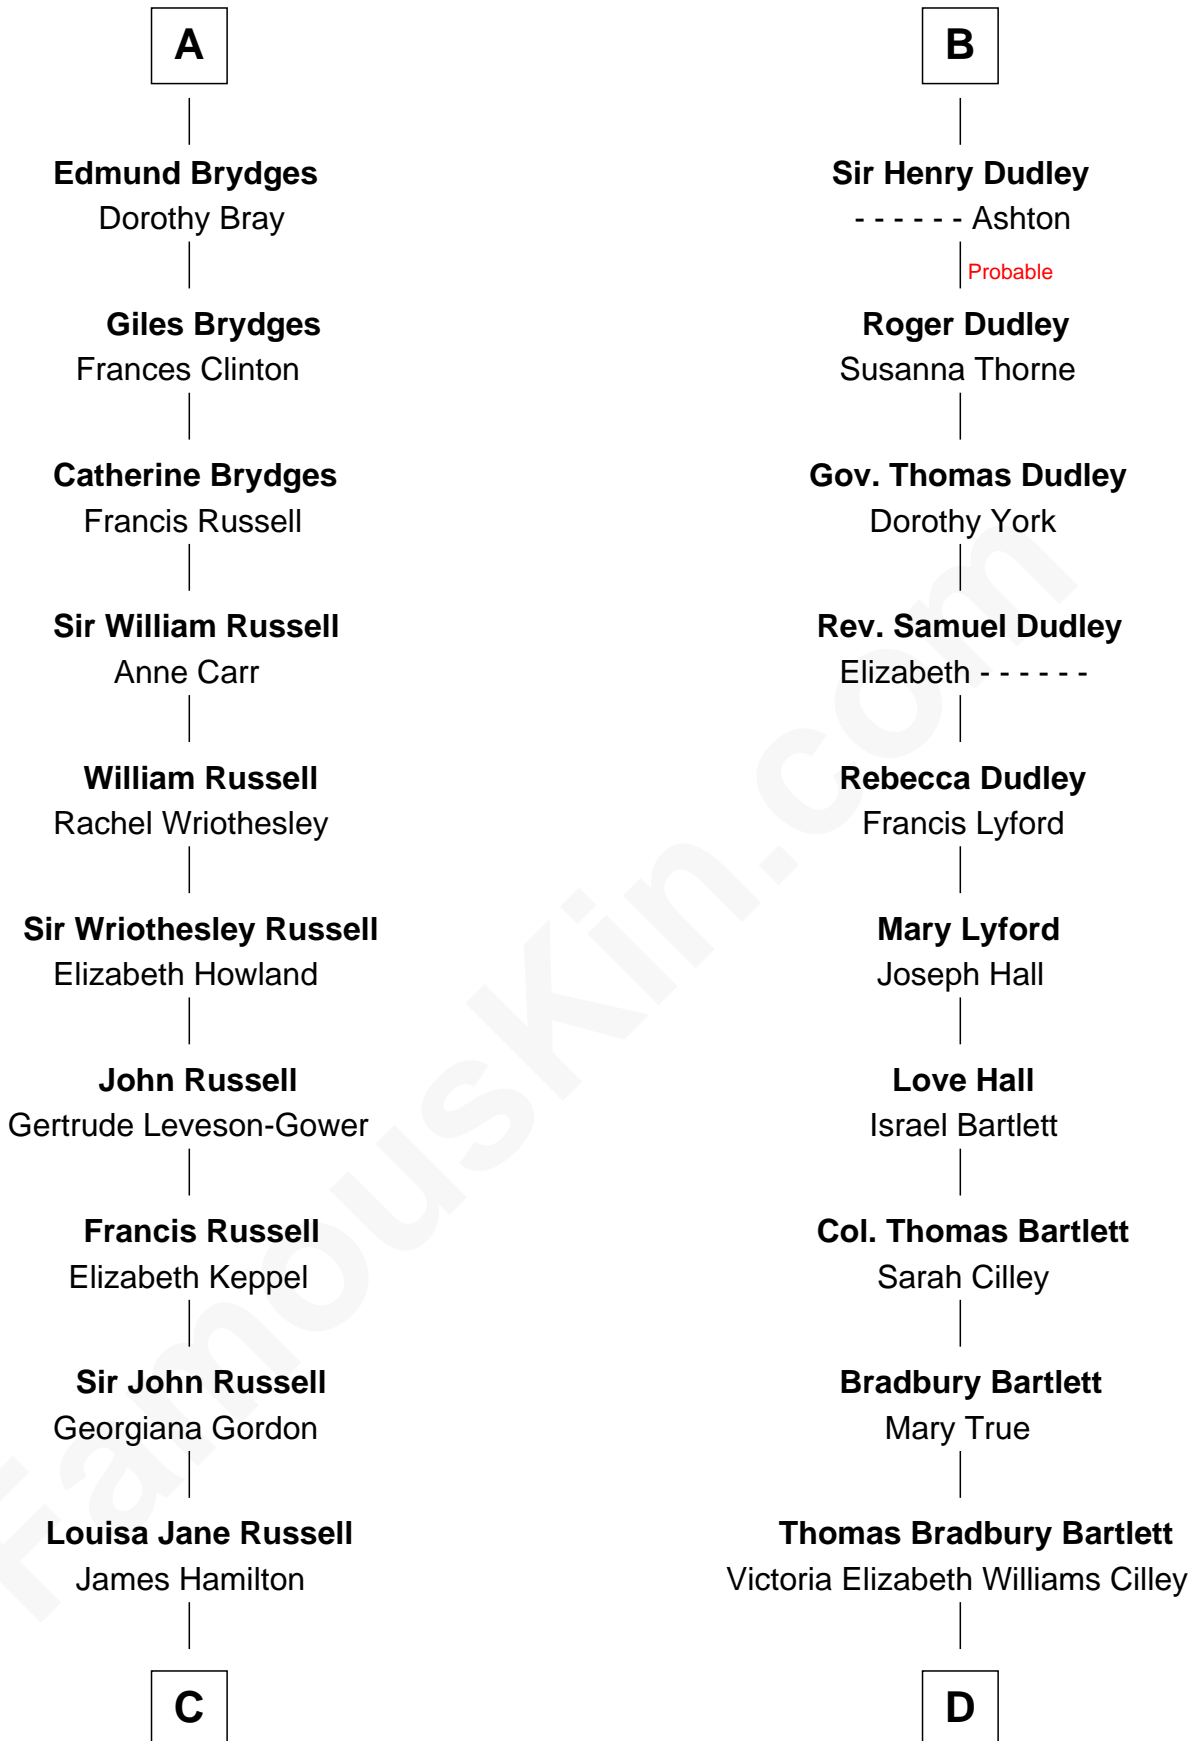 A
Edmund Brydges
Dorothy Bray
Giles Brydges
Frances Clinton
Catherine Brydges
Francis Russell
Sir William Russell
Anne Carr
William Russell
Rachel Wriothesley
Sir Wriothesley Russell
Elizabeth Howland
John Russell
Gertrude Leveson-Gower
Francis Russell
Elizabeth Keppel
Sir John Russell
Georgiana Gordon
Louisa Jane Russell
James Hamilton
C
B
Sir Henry Dudley
- - - - - - Ashton
Probable
Roger Dudley
Susanna Thorne
Gov. Thomas Dudley
Dorothy York
Rev. Samuel Dudley
Elizabeth - - - - - -
Rebecca Dudley
Francis Lyford
Mary Lyford
Joseph Hall
Love Hall
Israel Bartlett
Col. Thomas Bartlett
Sarah Cilley
Bradbury Bartlett
Mary True
Thomas Bradbury Bartlett
Victoria Elizabeth Williams Cilley
D
FamousKin.com